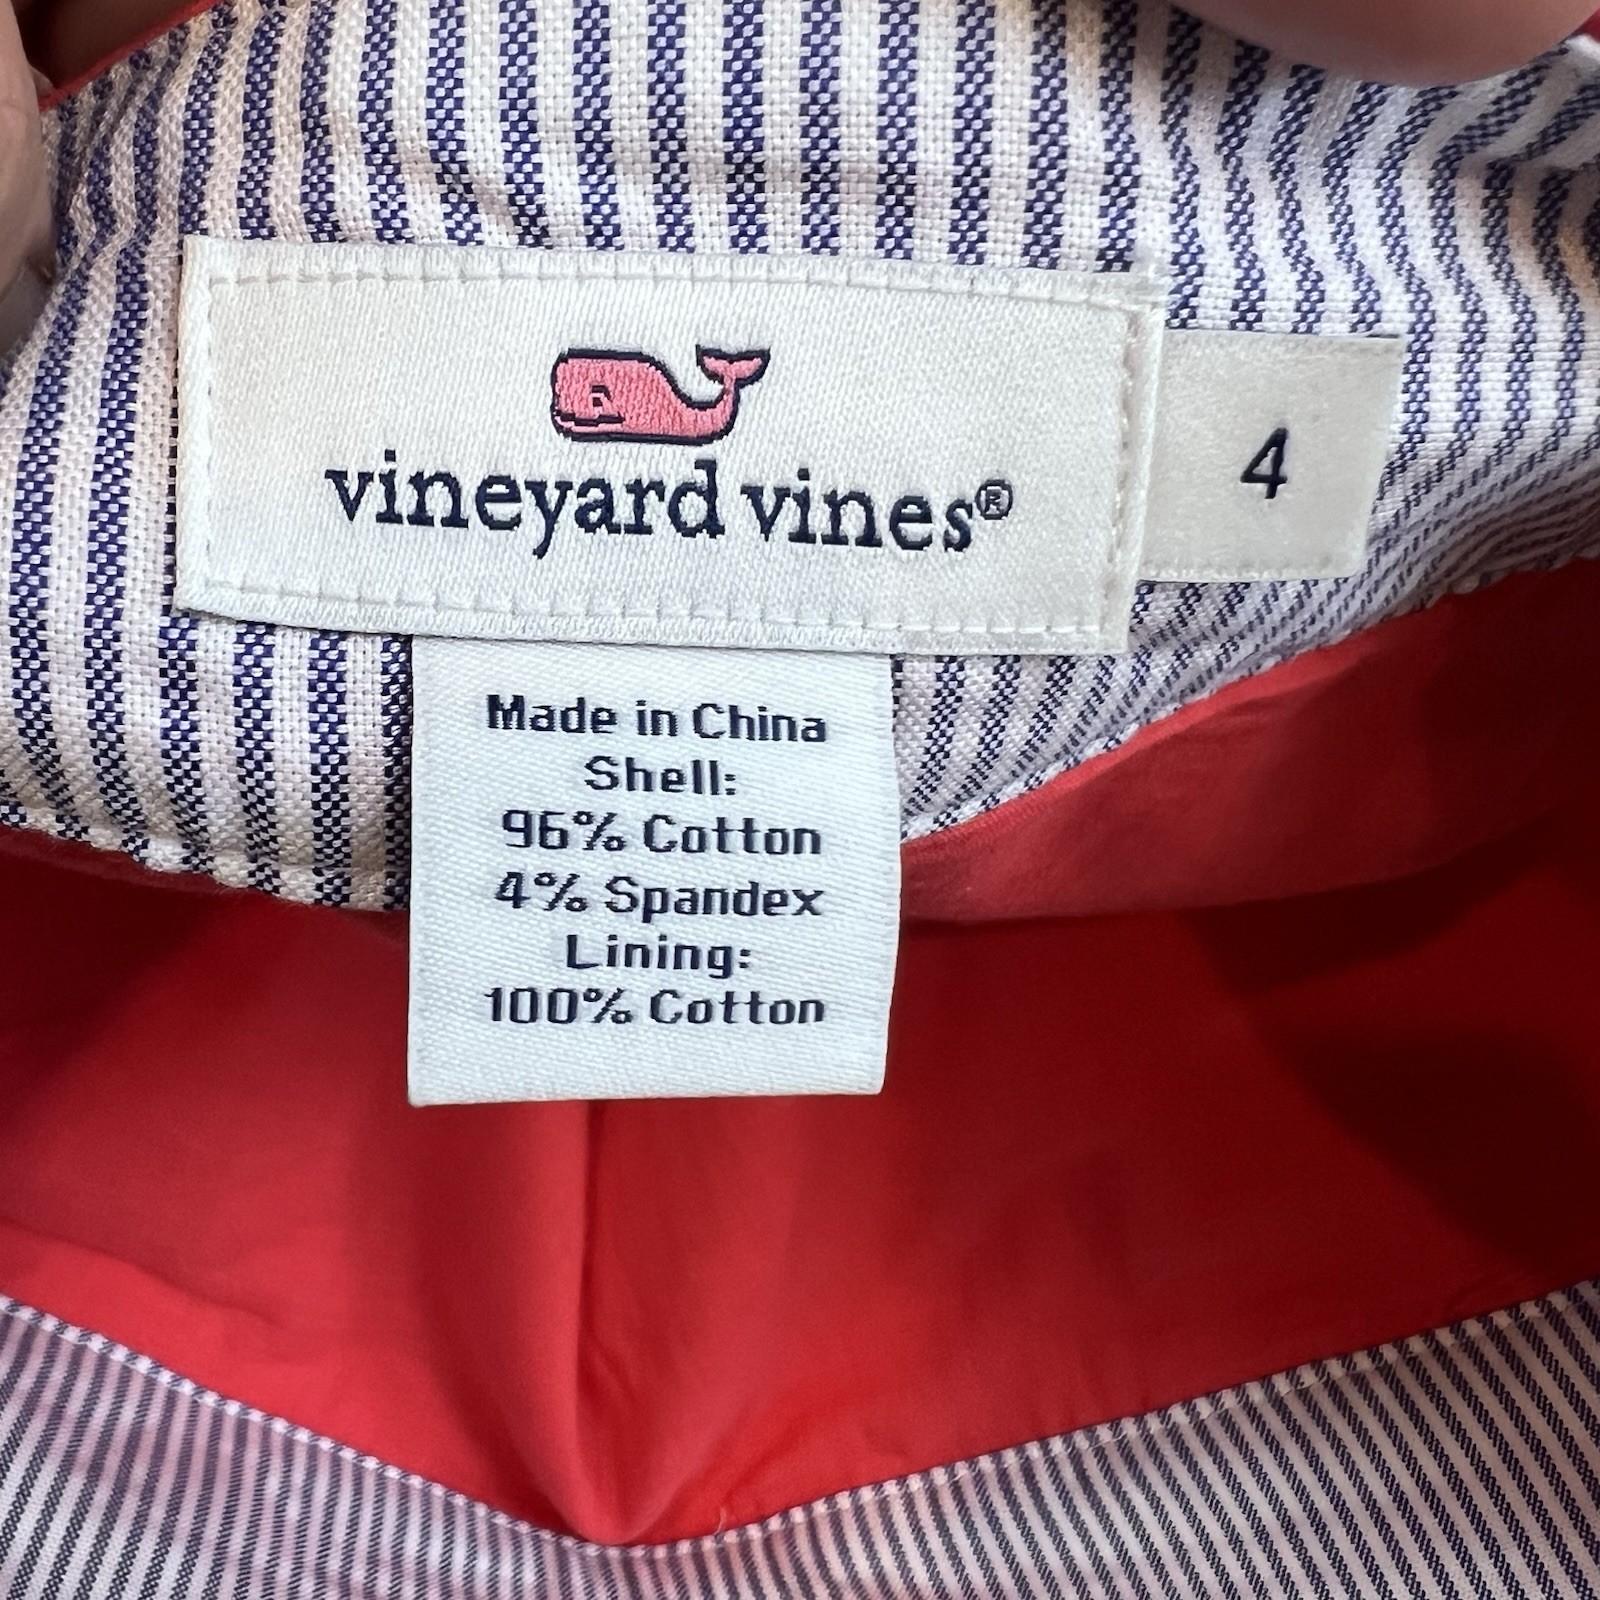 vineyard vines®
4
Made in China
Shell:
96% Cotton
4% Spandex
Lining:
100% Cotton